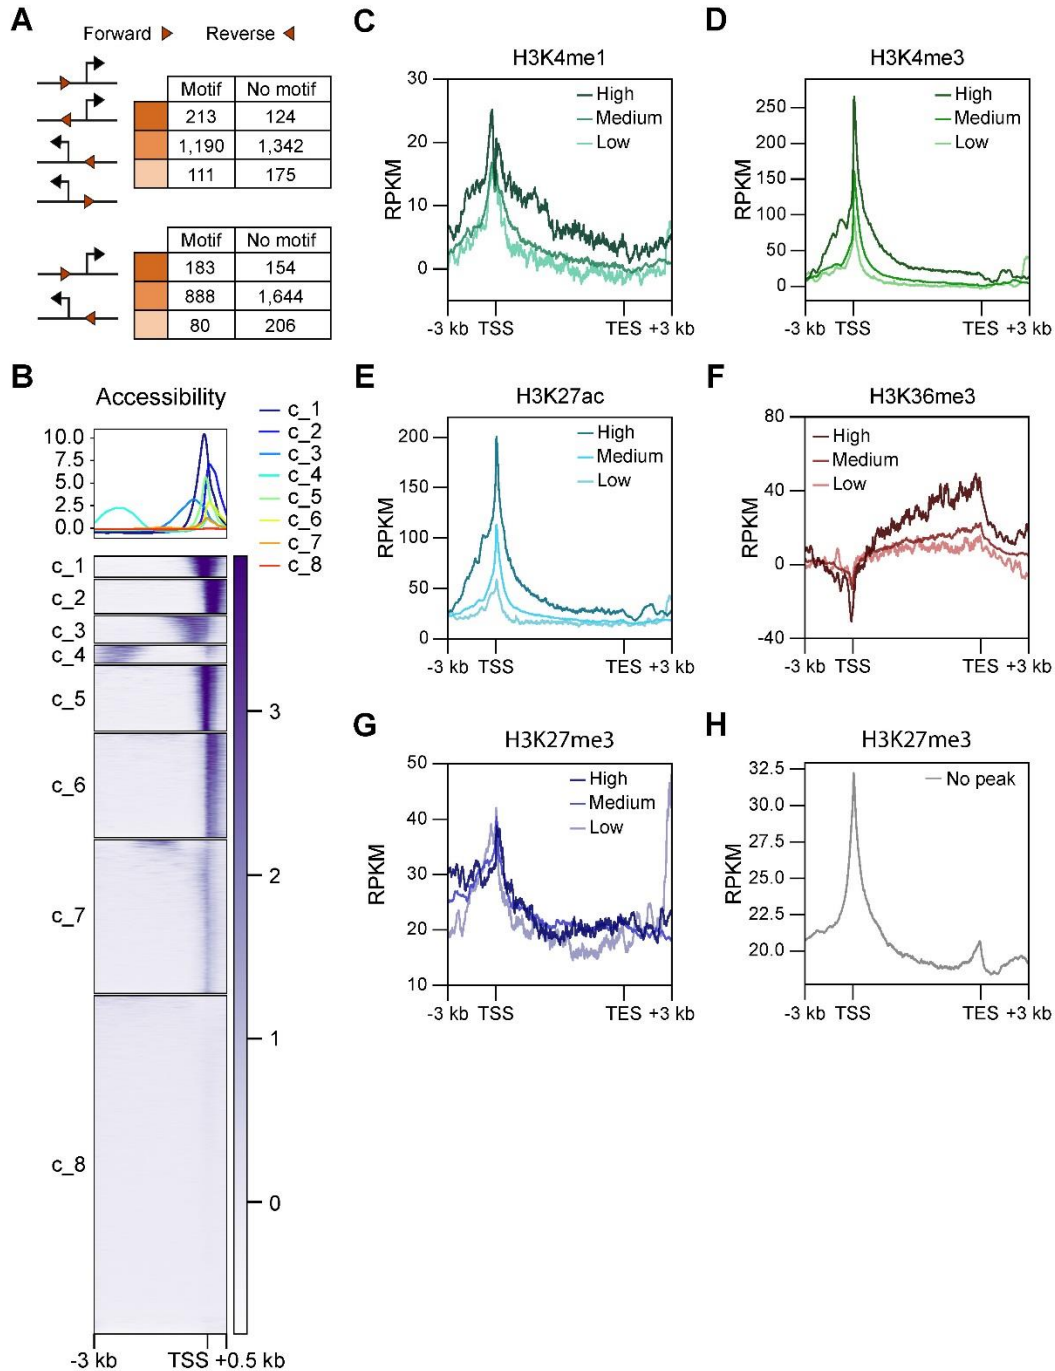 A
Forward Reverse
Motif No motif
213 124
1,190 1,342
111 175
Motif No motif
183 154
888 1,644
80 206
B
Accessibility
10.0
7.5
5.0
2.5
0.0
c_1
c_2
c_3
c_4
c_5
c_6
c_7
c_8
c_1
c_2
c_3
c_4
c_5
c_6
c_7
c_8
3
2
1
0
-3 kb TSS +0.5 kb
C
H3K4me1
RPKM
30
20
10
0
High
Medium
Low
-3 kb TSS TES +3 kb
D
H3K4me3
RPKM
250
200
150
100
50
0
High
Medium
Low
-3 kb TSS TES +3 kb
E
H3K27ac
RPKM
200
150
100
50
0
High
Medium
Low
-3 kb TSS TES +3 kb
F
H3K36me3
RPKM
80
40
0
-40
High
Medium
Low
-3 kb TSS TES +3 kb
G
H3K27me3
RPKM
50
40
30
20
10
High
Medium
Low
-3 kb TSS TES +3 kb
H
H3K27me3
RPKM
32.5
30.0
27.5
25.0
22.5
20.0
No peak
-3 kb TSS TES +3 kb